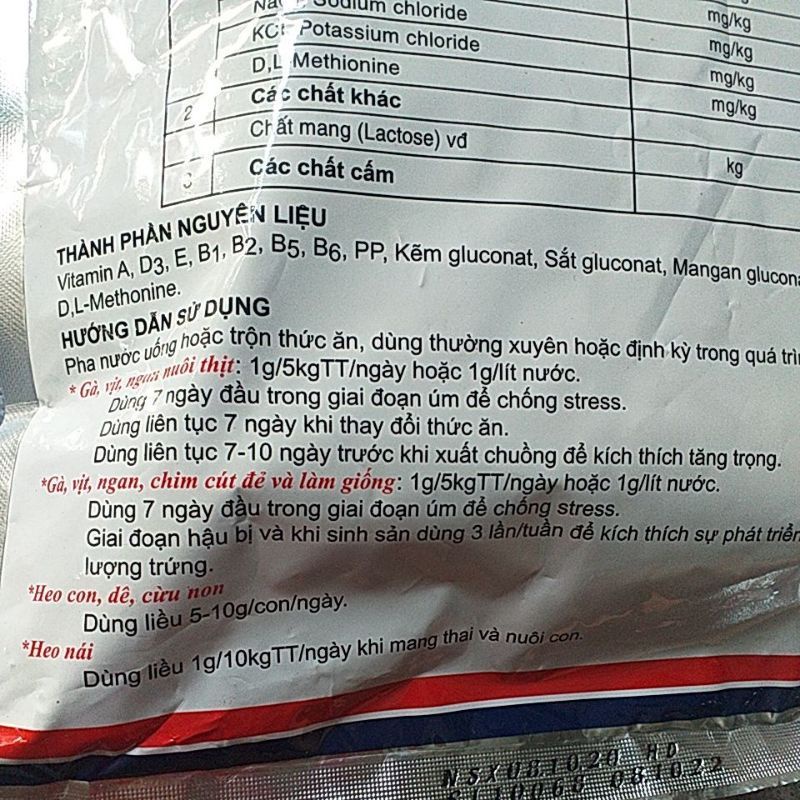 Sodium chloride mg/kg
KCl- Potassium chloride mg/kg
D,L-Methionine mg/kg
2 Các chất khác mg/kg
Chất mang (Lactose) vđ kg
3 Các chất cấm
THÀNH PHẦN NGUYÊN LIỆU
Vitamin A, D3, E, B1, B2, B5, B6, PP, Kẽm gluconat, Sắt gluconat, Mangan glucona
D,L-Methonine.
HƯỚNG DẪN SỬ DỤNG
Pha nước uống hoặc trộn thức ăn, dùng thường xuyên hoặc định kỳ trong quá trì
* Gà, vịt, ngan nuôi thịt: 1g/5kgTT/ngày hoặc 1g/lít nước.
Dùng 7 ngày đầu trong giai đoạn úm để chống stress.
Dùng liên tục 7 ngày khi thay đổi thức ăn.
Dùng liên tục 7-10 ngày trước khi xuất chuồng để kích thích tăng trọng.
*Gà, vịt, ngan, chim cút đẻ và làm giống: 1g/5kgTT/ngày hoặc 1g/lít nước.
Dùng 7 ngày đầu trong giai đoạn úm để chống stress.
Giai đoạn hậu bị và khi sinh sản dùng 3 lần/tuần để kích thích sự phát triển
lượng trứng.
*Heo con, dê, cừu non
Dùng liều 5-10g/con/ngày.
*Heo nái
Dùng liều 1g/10kgTT/ngày khi mang thai và nuôi con.
NSX081020 HD
081022